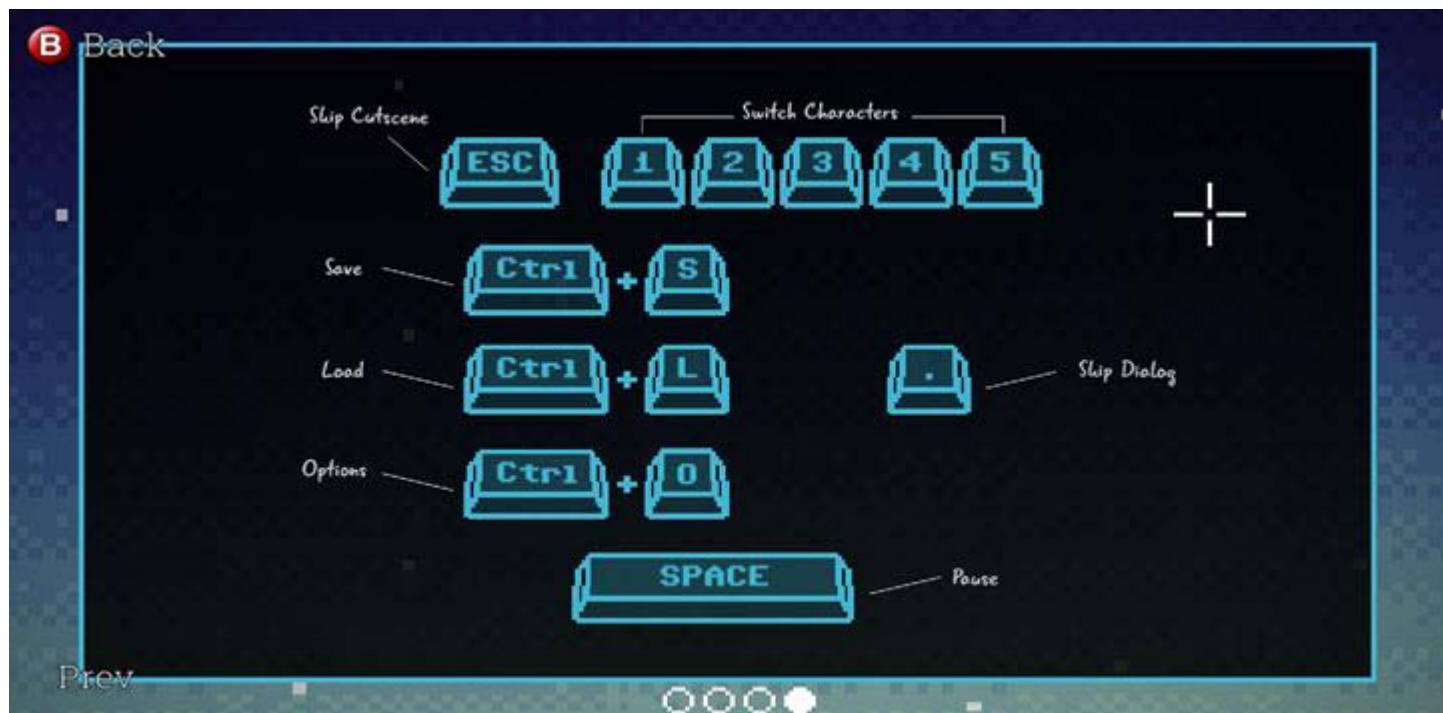 B Back
Skip Cutscene
Switch Characters
ESC 1 2 3 4 5
Save Ctrl + S
Load Ctrl + L . Skip Dialog
Options Ctrl + O
SPACE Pause
Prev